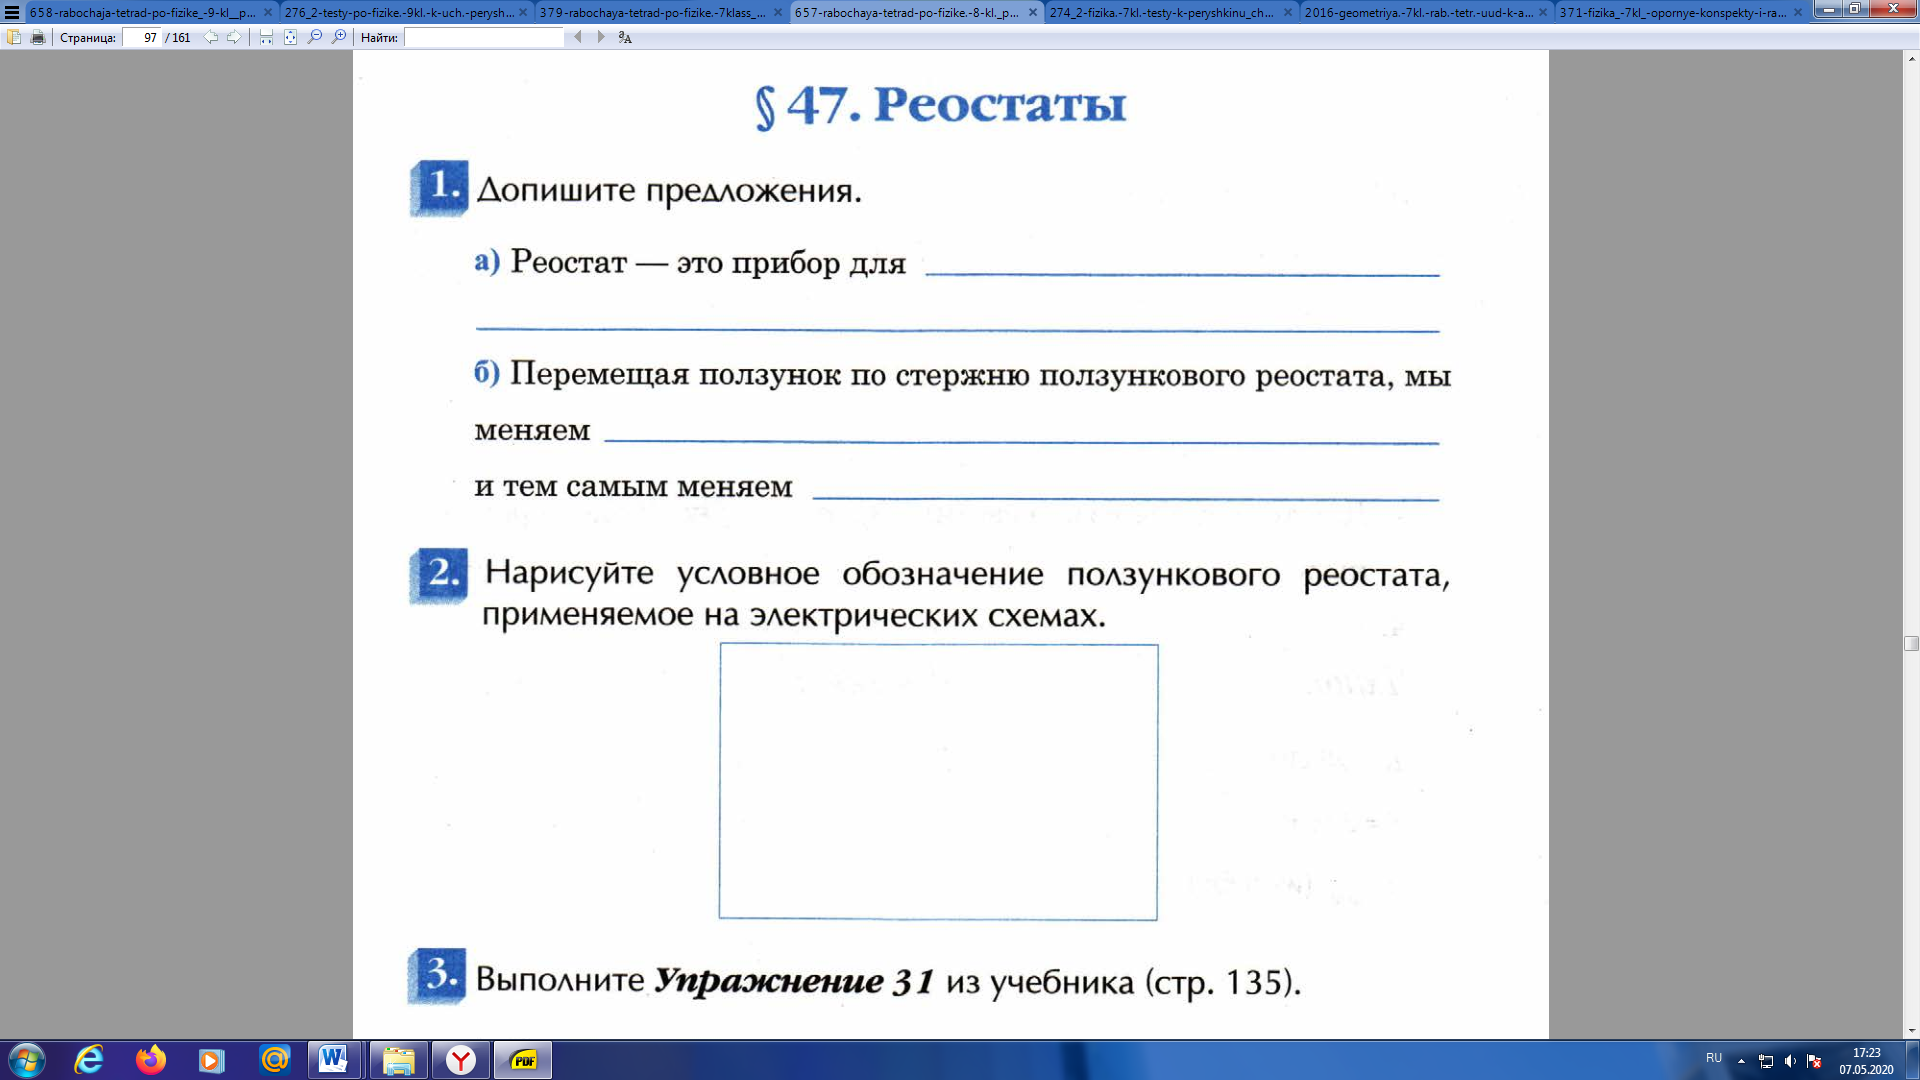 658-rabochaja-tetrad-po-fizike_-9-kl__p...
276_2-testy-po-fizike.-9kl.-k-uch.-perysh...
379-rabochaya-tetrad-po-fizike.-7klass_...
657-rabochaya-tetrad-po-fizike.-8-kl._p...
274_2-fizika.-7kl.-testy-k-peryshkinu_ch...
2016-geometriya.-7kl.-rab.-tetr.-uud-k-a...
371-fizika_-7kl_-opornye-konspekty-i-ra...
Страница: 97 / 161 Найти:
§ 47. Реостаты
1. Допишите предложения.
а) Реостат — это прибор для
б) Перемещая ползунок по стержню ползункового реостата, мы
меняем
и тем самым меняем
2. Нарисуйте условное обозначение ползункового реостата,
применяемое на электрических схемах.
3. Выполните Упражнение 31 из учебника (стр. 135).
PDF
RU
17:23
07.05.2020